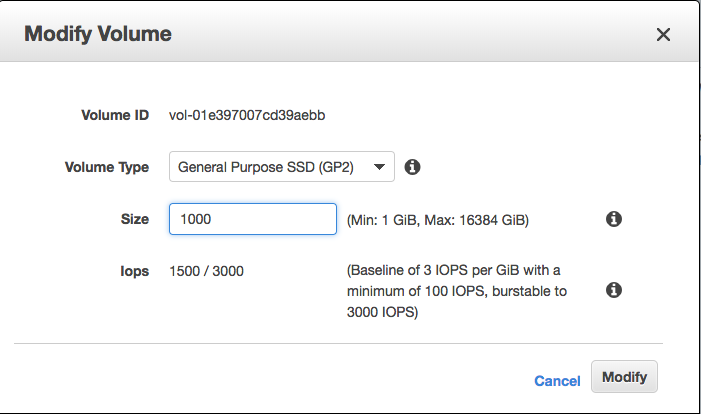 Modify Volume
Volume ID vol-01e397007cd39aebb
Volume Type General Purpose SSD (GP2)
Size 1000 (Min: 1 GiB, Max: 16384 GiB)
Iops 1500 / 3000 (Baseline of 3 IOPS per GiB with a
minimum of 100 IOPS, burstable to
3000 IOPS)
Cancel Modify